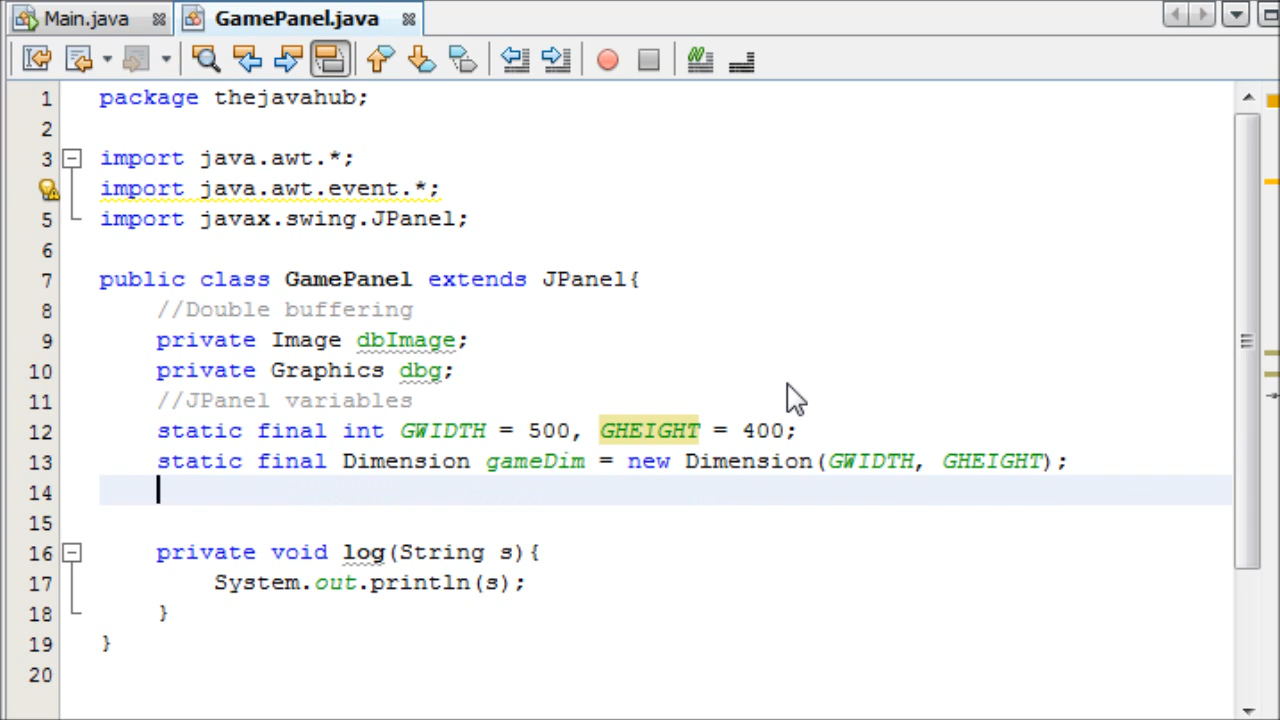 Main.java GamePanel.java
1 package thejavahub;
2
3 import java.awt.*;
import java.awt.event.*;
5 import javax.swing.JPanel;
6
7 public class GamePanel extends JPanel{
8 //Double buffering
9 private Image dbImage;
10 private Graphics dbg;
11 //JPanel variables
12 static final int GWIDTH = 500, GHEIGHT = 400;
13 static final Dimension gameDim = new Dimension(GWIDTH, GHEIGHT);
14
15
16 private void log(String s){
17 System.out.println(s);
18 }
19 }
20